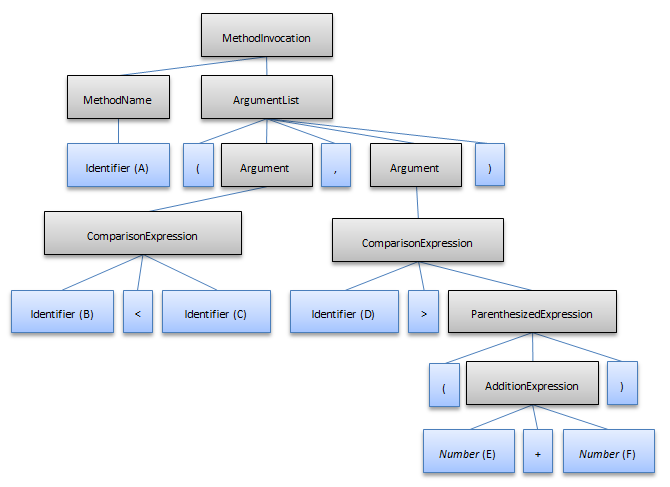 MethodInvocation
MethodName ArgumentList
Identifier (A) ( Argument , Argument )
ComparisonExpression ComparisonExpression
Identifier (B) < Identifier (C) Identifier (D) > ParenthesizedExpression
( AdditionExpression )
Number (E) + Number (F)